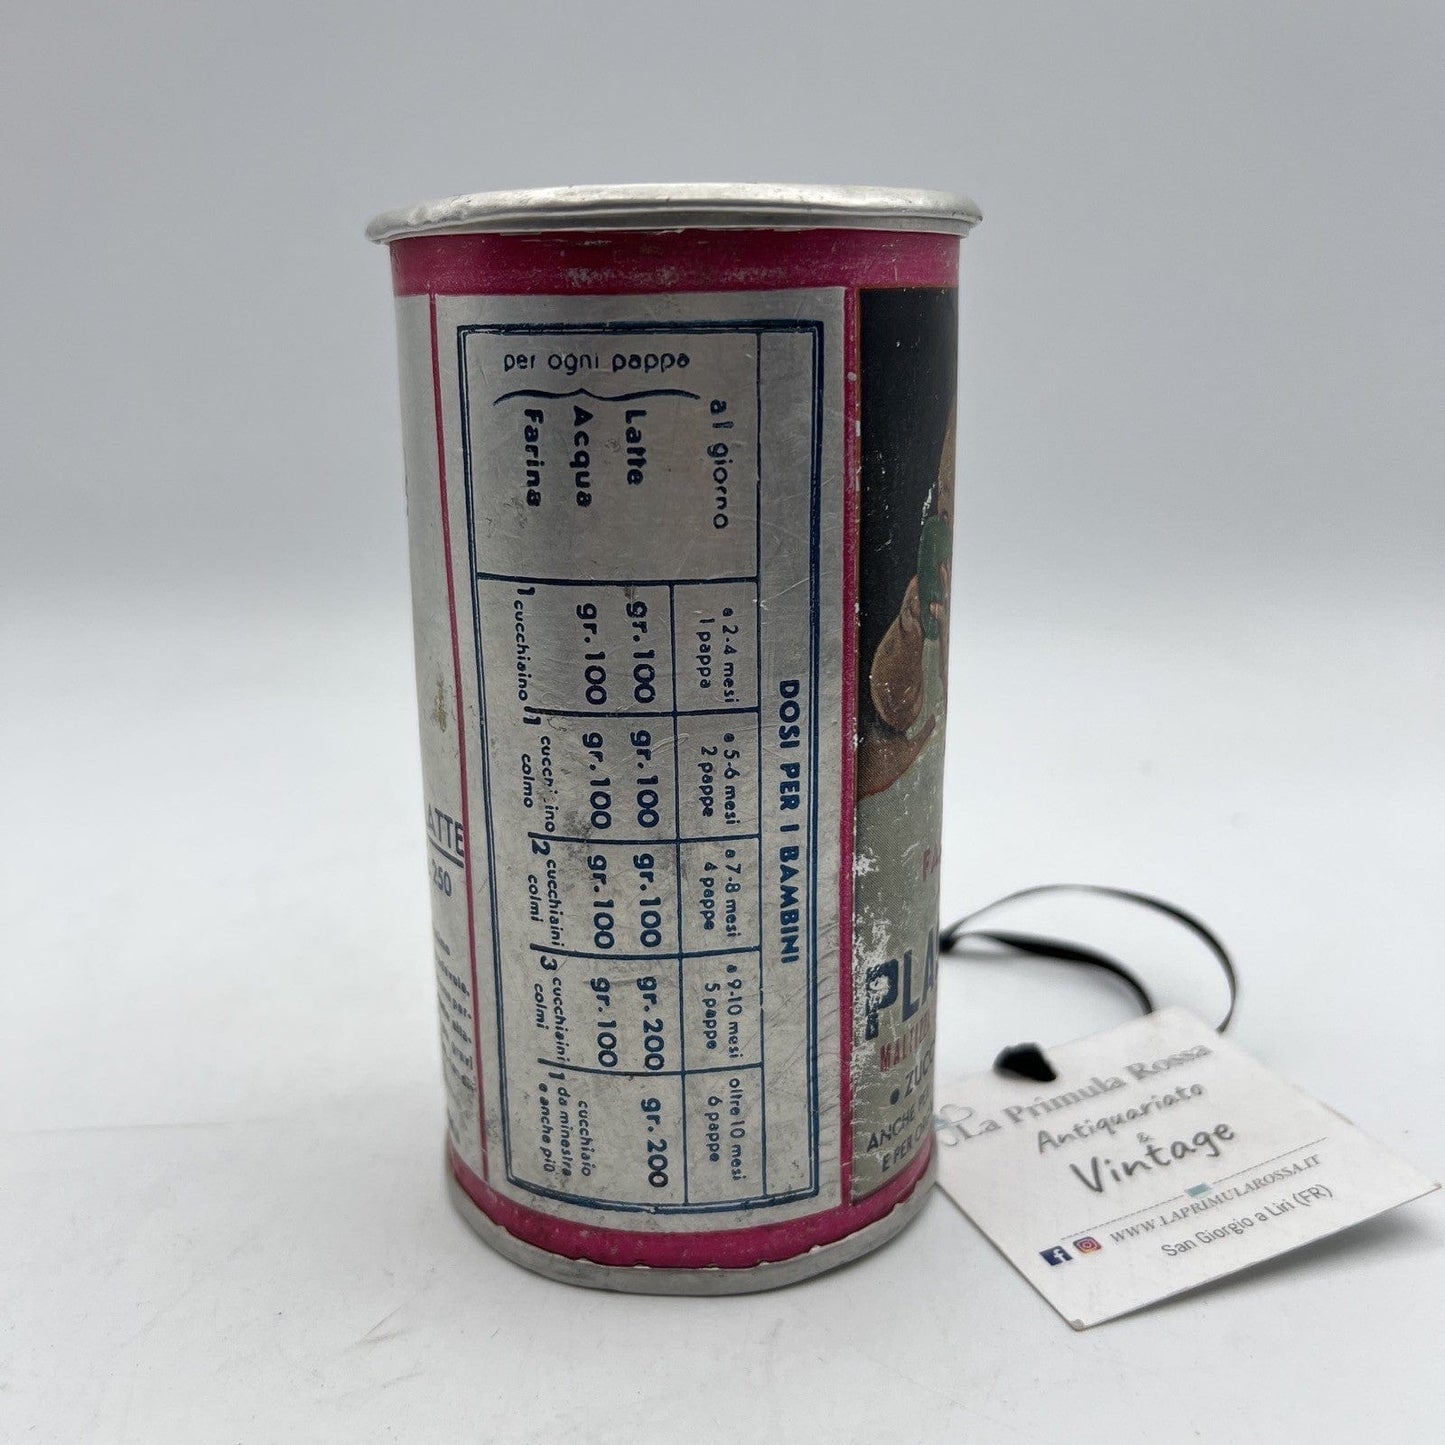 DOSI PER I BAMBINI
al giorno
a 2-4 mesi
1 pappa
a 5-6 mesi
2 pappe
a 7-8 mesi
4 pappe
a 9-10 mesi
5 pappe
oltre 10 mesi
6 pappe
per ogni pappa
Latte
gr. 100
gr. 100
gr. 100
gr. 200
gr. 200
Acqua
gr. 100
gr. 100
gr. 100
gr. 100
Farina
1 cucchiaino
1 cucchiaino
colmo
2 cucchiaini
colmi
3 cucchiaini
colmi
cucchiaio
1 da minestra
e anche più
ATTE
250
PLA
ZUCC
ANCHE PE
E PER C
La Primula Rossa
Antiquariato
&
Vintage
WWW.LAPRIMULAROSSA.IT
San Giorgio a Liri (FR)